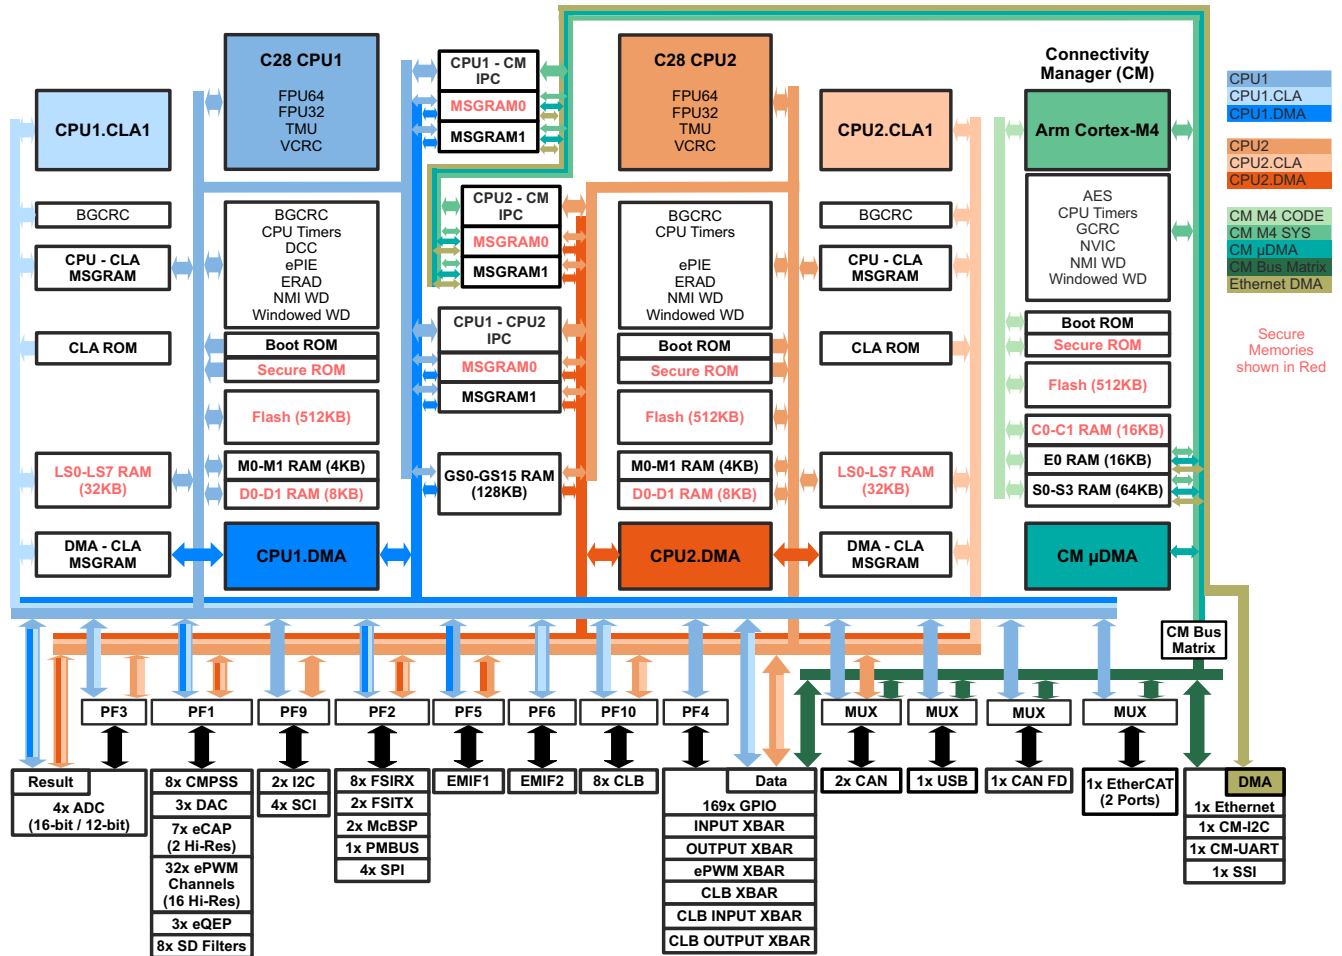 C28 CPU1
FPU64
FPU32
TMU
VCRC
CPU1.CLA1
BGCRC
CPU - CLA
MSGRAM
CLA ROM
LS0-LS7 RAM
(32KB)
DMA - CLA
MSGRAM
BGCRC
CPU Timers
DCC
ePIE
ERAD
NMI WD
Windowed WD
Boot ROM
Secure ROM
Flash (512KB)
M0-M1 RAM (4KB)
D0-D1 RAM (8KB)
CPU1.DMA
CPU1 - CM
IPC
MSGRAM0
MSGRAM1
CPU2 - CM
IPC
MSGRAM0
MSGRAM1
CPU1 - CPU2
IPC
MSGRAM0
MSGRAM1
GS0-GS15 RAM
(128KB)
C28 CPU2
FPU64
FPU32
TMU
VCRC
BGCRC
CPU Timers
ePIE
ERAD
NMI WD
Windowed WD
Boot ROM
Secure ROM
Flash (512KB)
M0-M1 RAM (4KB)
D0-D1 RAM (8KB)
CPU2.DMA
CPU2.CLA1
BGCRC
CPU - CLA
MSGRAM
CLA ROM
LS0-LS7 RAM
(32KB)
DMA - CLA
MSGRAM
Connectivity
Manager (CM)
Arm Cortex-M4
AES
CPU Timers
GCRC
NVIC
NMI WD
Windowed WD
Boot ROM
Secure ROM
Flash (512KB)
C0-C1 RAM (16KB)
E0 RAM (16KB)
S0-S3 RAM (64KB)
CM µDMA
CPU1
CPU1.CLA
CPU1.DMA
CPU2
CPU2.CLA
CPU2.DMA
CM M4 CODE
CM M4 SYS
CM µDMA
CM Bus Matrix
Ethernet DMA
Secure
Memories
shown in Red
CM Bus
Matrix
PF3
PF1
PF9
PF2
PF5
PF6
PF10
PF4
MUX
MUX
MUX
MUX
Result
4x ADC
(16-bit / 12-bit)
8x CMPSS
3x DAC
7x eCAP
(2 Hi-Res)
32x ePWM
Channels
(16 Hi-Res)
3x eQEP
8x SD Filters
2x I2C
4x SCI
8x FSIRX
2x FSITX
2x McBSP
1x PMBUS
4x SPI
EMIF1
EMIF2
8x CLB
Data
169x GPIO
INPUT XBAR
OUTPUT XBAR
ePWM XBAR
CLB XBAR
CLB INPUT XBAR
CLB OUTPUT XBAR
2x CAN
1x USB
1x CAN FD
1x EtherCAT
(2 Ports)
DMA
1x Ethernet
1x CM-I2C
1x CM-UART
1x SSI